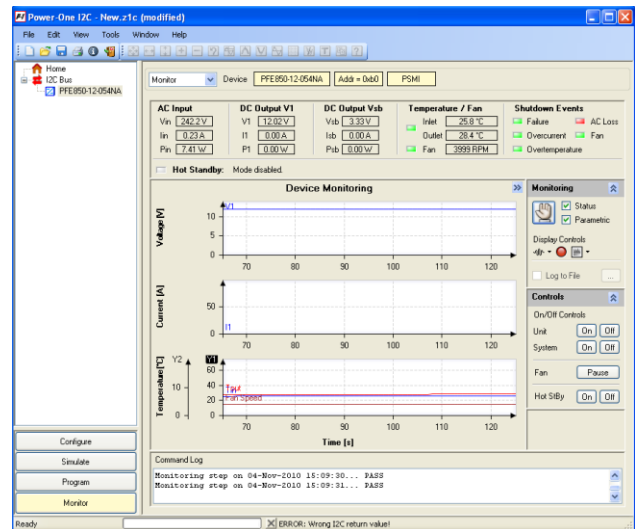 Power-One I2C - New.z1c (modified)
File Edit View Tools Window Help
Home
I2C Bus
PFE850-12-054NA
Monitor Device PFE850-12-054NA Addr = 0xb0 PSMI
AC Input DC Output V1 DC Output Vsb Temperature / Fan Shutdown Events
Vin 242.2 V V1 12.02 V Vsb 3.33 V Inlet 25.8 °C Failure AC Loss
Iin 0.23 A I1 0.00 A Isb 0.00 A Outlet 28.4 °C Overcurrent Fan
Pin 7.41 W P1 0.00 W Psb 0.00 W Fan 3999 RPM Overtemperature
Hot Standby: Mode disabled.
Device Monitoring »
Monitoring
Status
Parametric
Display Controls
Log to File ...
Controls
On/Off Controls
Unit On Off
System On Off
Fan Pause
Hot StBy On Off
Voltage [V]
V1
10
5
0
70 80 90 100 110 120
Current [A]
50
0
I1
70 80 90 100 110 120
Temperature[°C]
Y2 Y1
60
10 40
20
0 0
Fan Speed
70 80 90 100 110 120
Time [s]
Configure
Simulate
Program
Monitor
Command Log
Monitoring step on 04-Nov-2010 15:09:30... PASS
Monitoring step on 04-Nov-2010 15:09:31... PASS
Ready ERROR: Wrong I2C return value!